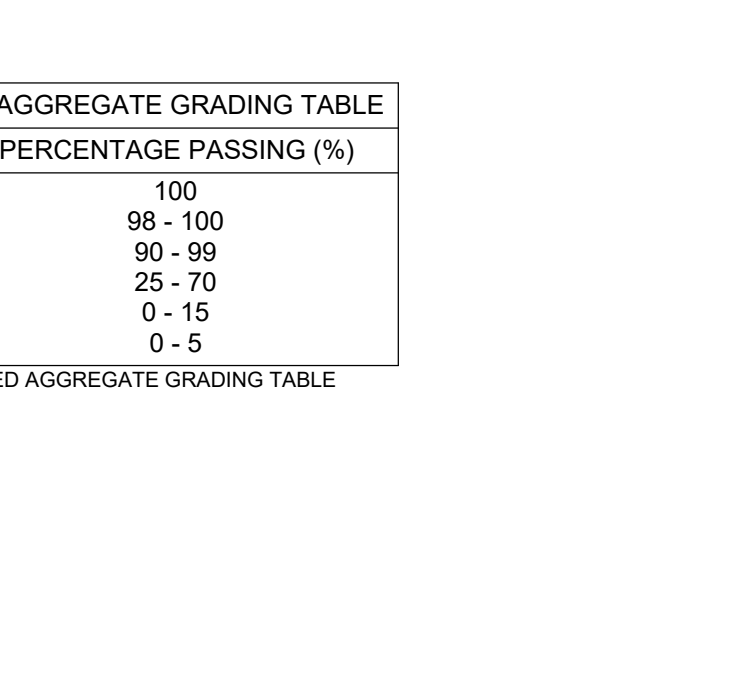 AGGREGATE GRADING TABLE
PERCENTAGE PASSING (%)
100
98 - 100
90 - 99
25 - 70
0 - 15
0 - 5
ED AGGREGATE GRADING TABLE